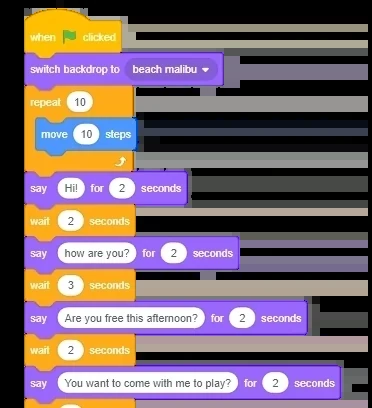 when clicked
switch backdrop to beach malibu
repeat 10
move 10 steps
say Hi! for 2 seconds
wait 2 seconds
say how are you? for 2 seconds
wait 3 seconds
say Are you free this afternoon? for 2 seconds
wait 2 seconds
say You want to come with me to play? for 2 seconds